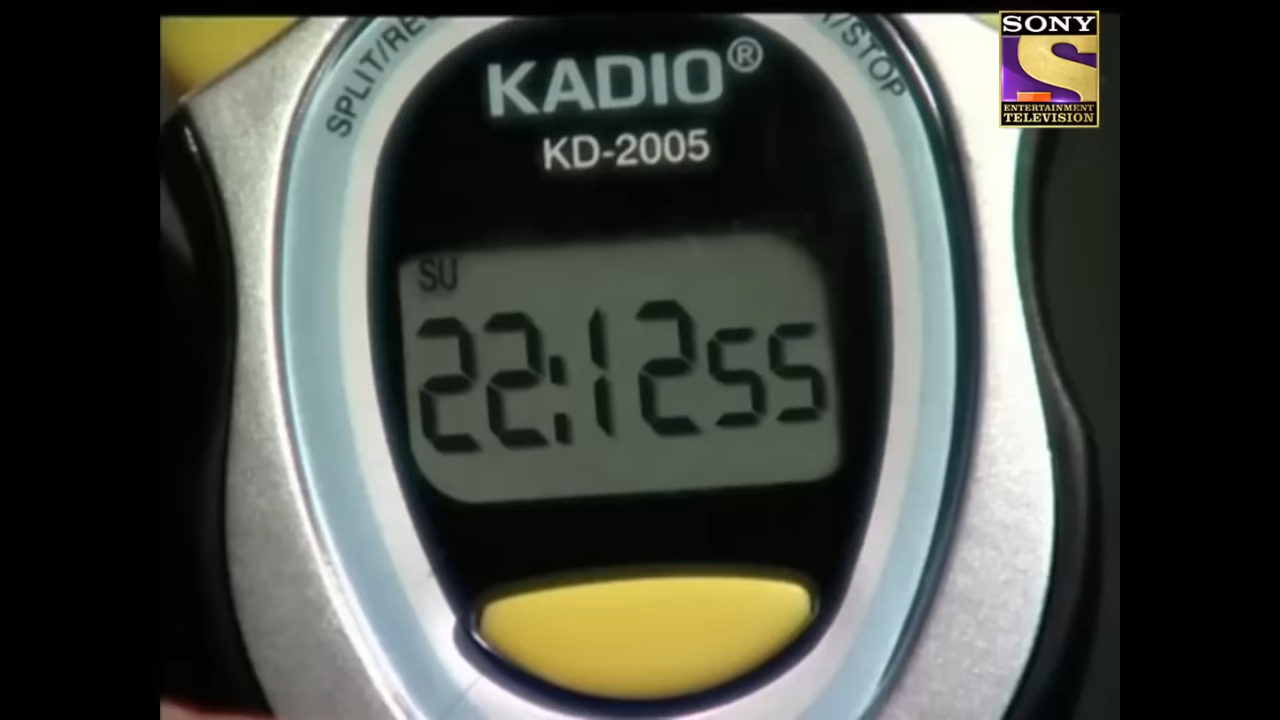 SPLIT/RE
/STOP
KADIO®
KD-2005
SU
22:12 55
SONY
S
ENTERTAINMENT
TELEVISION